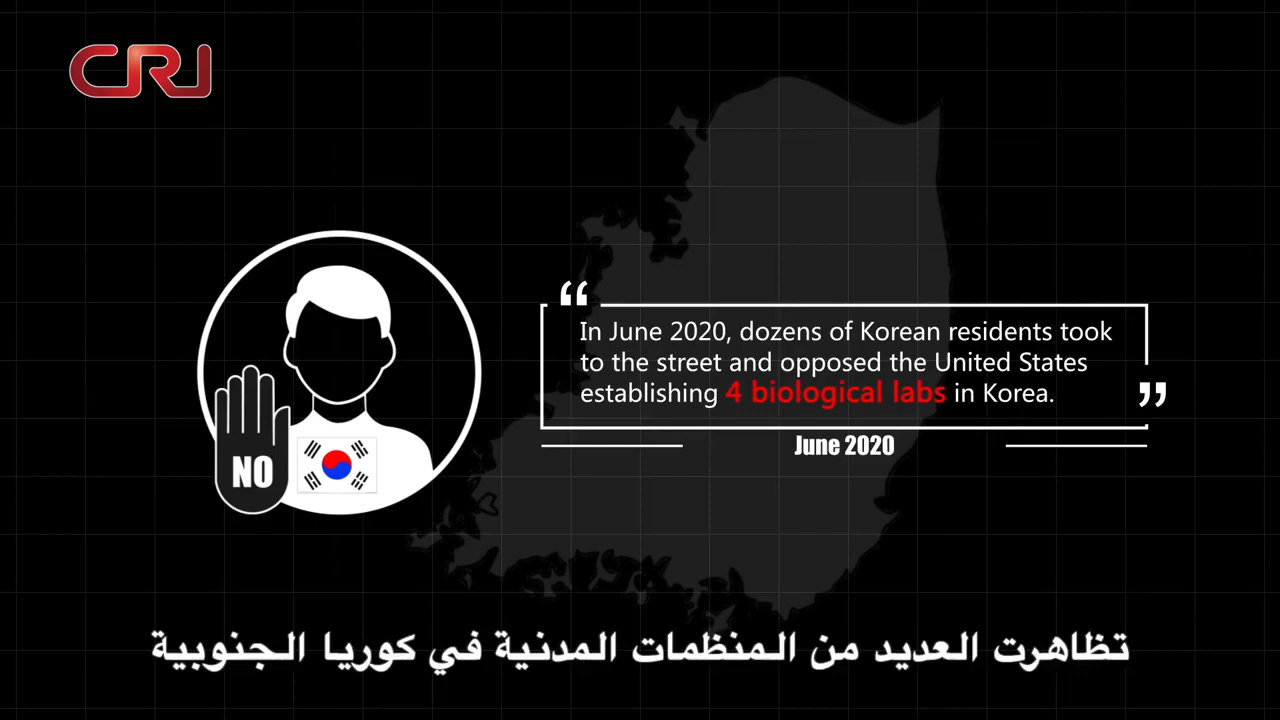 CRI
“
In June 2020, dozens of Korean residents took
to the street and opposed the United States
establishing 4 biological labs in Korea.
”
June 2020
NO
تظاهرت العديد من المنظمات المدنية في كوريا الجنوبية